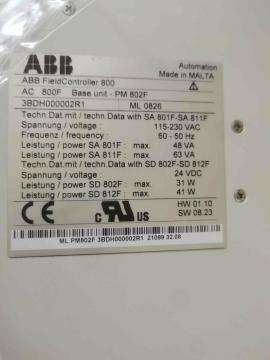 ABB
Automation
Made in MALTA
ABB FieldController 800
AC 800F Base unit - PM 802F
3BDH000002R1 ML 0826
Techn.Dat.mit / techn.Data with SA 801F-SA 811F
Spannung / voltage : 115-230 VAC
Frequenz / frequency : 60 - 50 Hz
Leistung / power SA 801F : max. 48 VA
Leistung / power SA 811F : max. 63 VA
Techn.Dat.mit / techn.Data with SD 802F-SD 812F
Spannung / voltage : 24 VDC
Leistung / power SD 802F : max. 31 W
Leistung / power SD 812F : max. 41 W
CE c UL US
HW 01.10
SW 08.23
ML PM802F 3BDH000002R1 21099 32.08